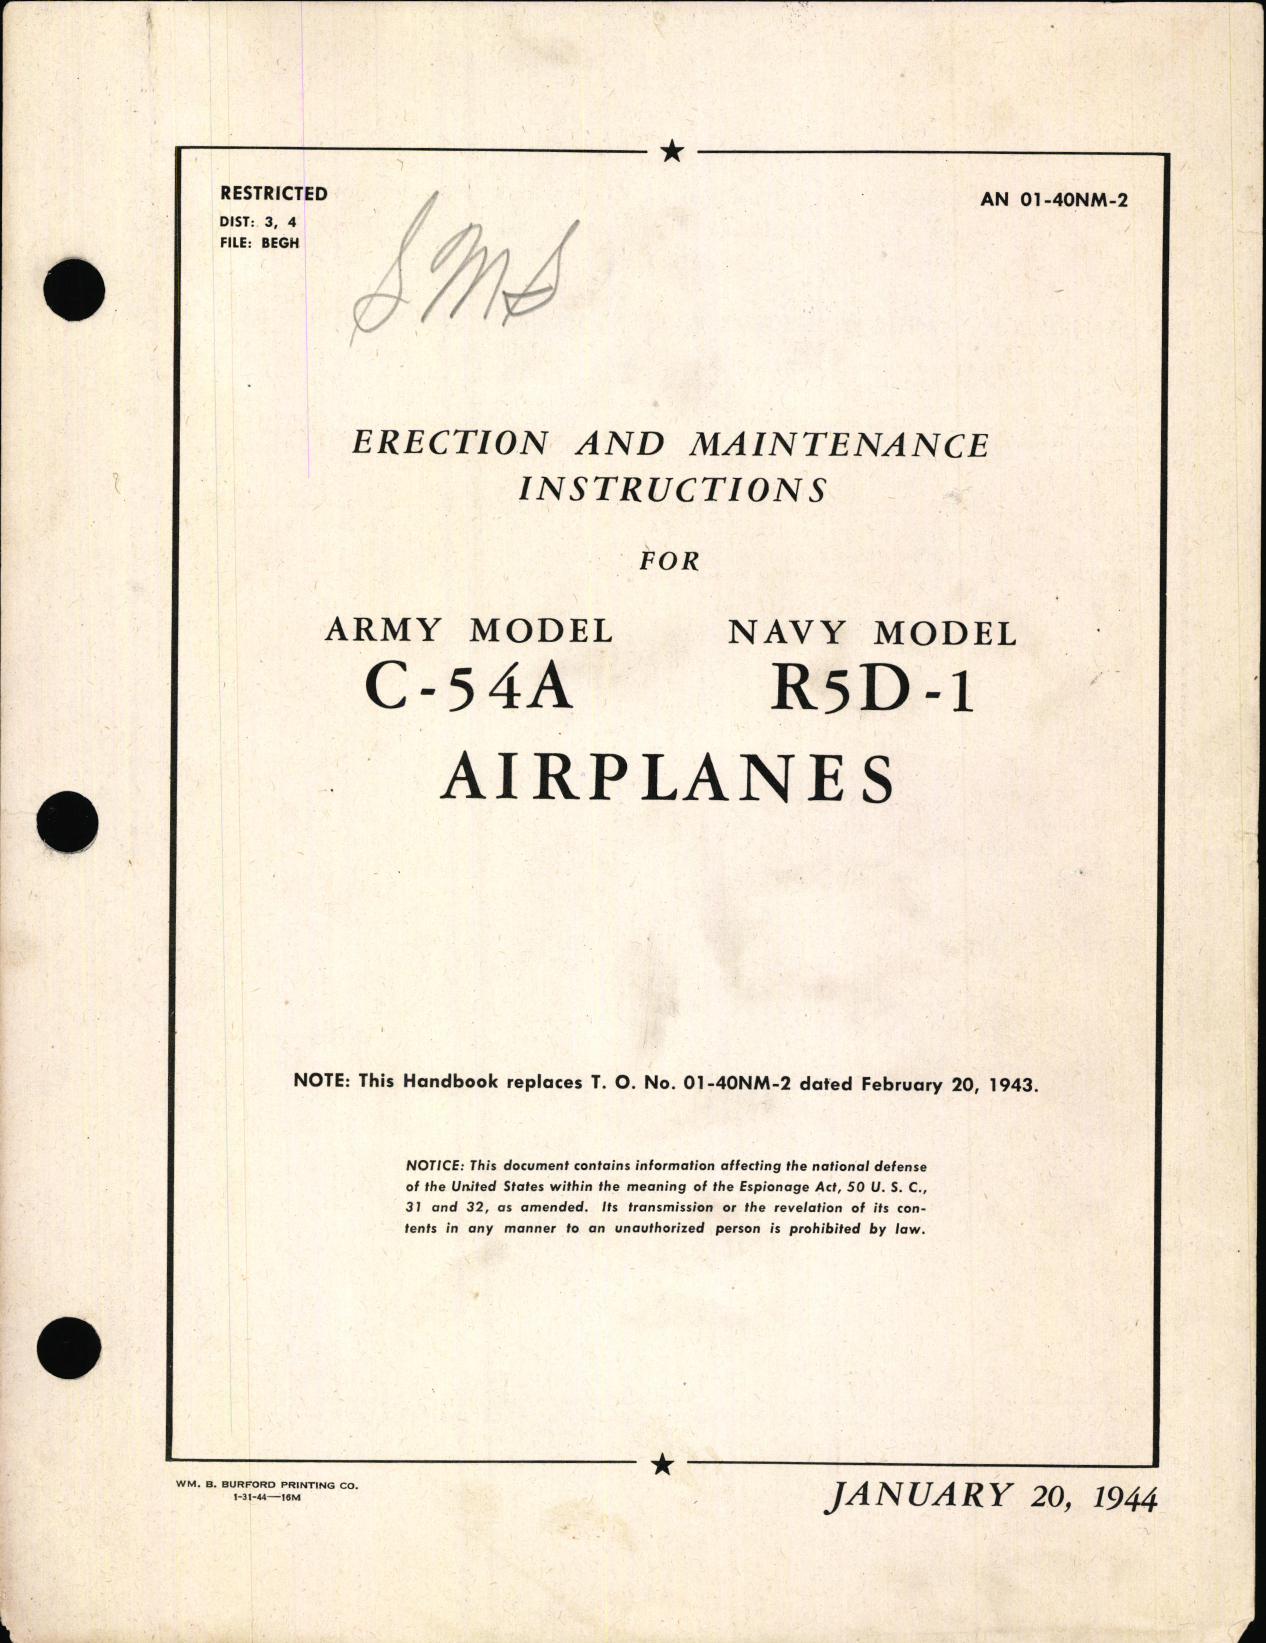 RESTRICTED
AN 01-40NM-2
DIST: 3, 4
FILE: BEGH
SMS
ERECTION AND MAINTENANCE
INSTRUCTIONS
FOR
ARMY MODEL NAVY MODEL
C-54A R5D-1
AIRPLANES
NOTE: This Handbook replaces T. O. No. 01-40NM-2 dated February 20, 1943.
NOTICE: This document contains information affecting the national defense
of the United States within the meaning of the Espionage Act, 50 U. S. C.,
31 and 32, as amended. Its transmission or the revelation of its con-
tents in any manner to an unauthorized person is prohibited by law.
WM. B. BURFORD PRINTING CO.
1-31-44—16M
JANUARY 20, 1944